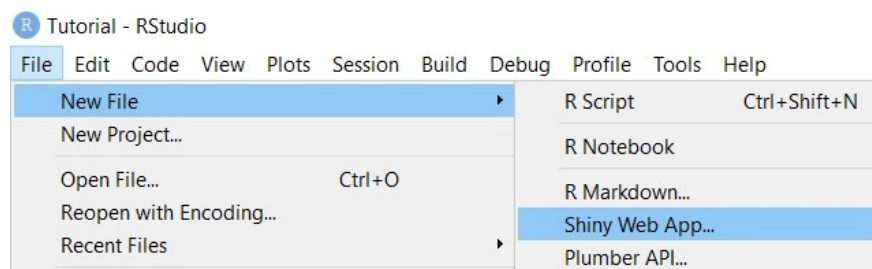 R Tutorial - RStudio
File Edit Code View Plots Session Build Debug Profile Tools Help
New File
New Project...
Open File... Ctrl+O
Reopen with Encoding...
Recent Files
R Script Ctrl+Shift+N
R Notebook
R Markdown...
Shiny Web App...
Plumber API...